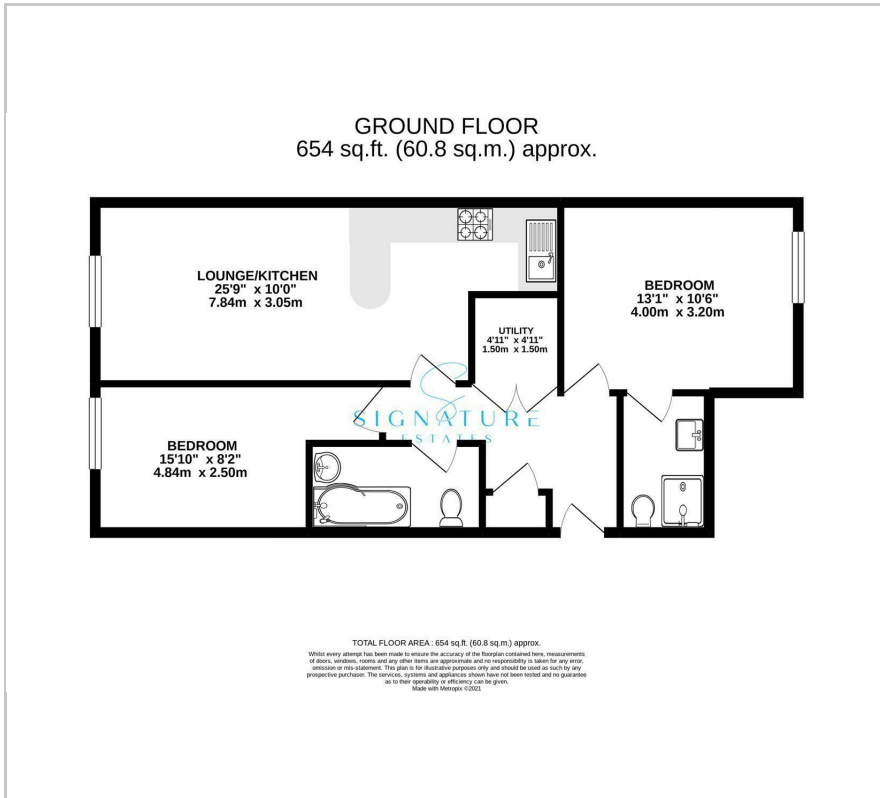 GROUND FLOOR
654 sq.ft. (60.8 sq.m.) approx.
LOUNGE/KITCHEN
25'9" x 10'0"
7.84m x 3.05m
BEDROOM
13'1" x 10'6"
4.00m x 3.20m
UTILITY
4'11" x 4'11"
1.50m x 1.50m
SIGNATURE
ESTATES
BEDROOM
15'10" x 8'2"
4.84m x 2.50m
TOTAL FLOOR AREA : 654 sq.ft. (60.8 sq.m.) approx.
Whilst every attempt has been made to ensure the accuracy of the floorplan contained here, measurements
of doors, windows, rooms and any other items are approximate and no responsibility is taken for any error,
omission or mis-statement. This plan is for illustrative purposes only and should be used as such by any
prospective purchaser. The services, systems and appliances shown have not been tested and no guarantee
as to their operability or efficiency can be given.
Made with Metropix ©2021